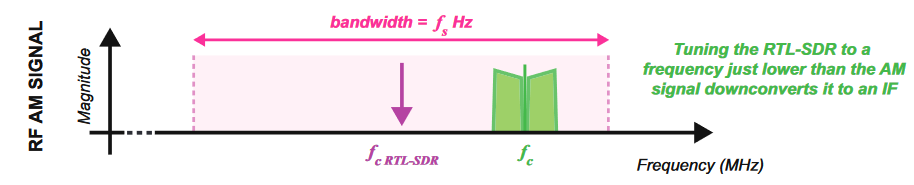 bandwidth = fs Hz
RF AM SIGNAL
Magnitude
Tuning the RTL-SDR to a
frequency just lower than the AM
signal downconverts it to an IF
fc RTL-SDR
fc
Frequency (MHz)